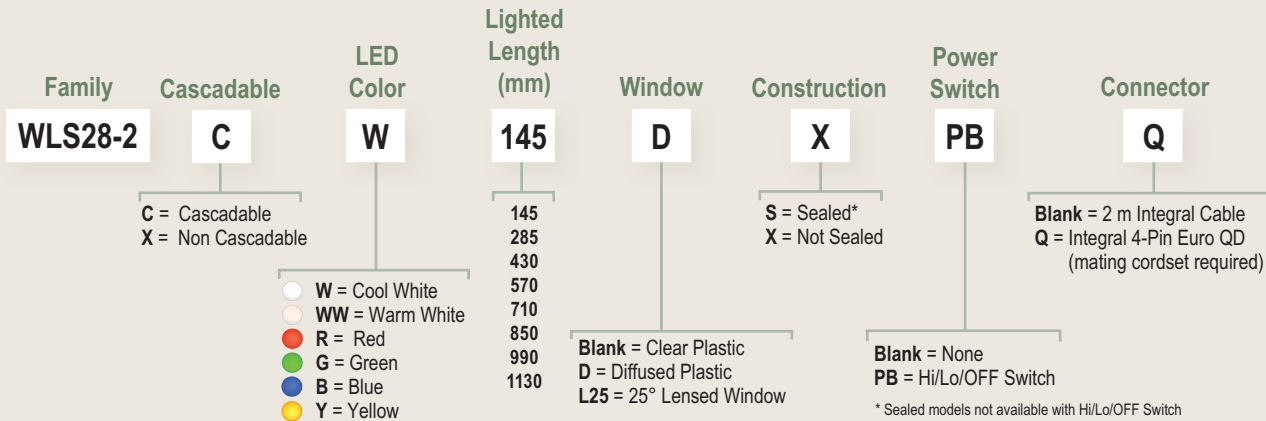 Family
Cascadable
LED
Color
Lighted
Length
(mm)
Window
Construction
Power
Switch
Connector
WLS28-2
C
W
145
D
X
PB
Q
C = Cascadable
X = Non Cascadable
W = Cool White
WW = Warm White
R = Red
G = Green
B = Blue
Y = Yellow
145
285
430
570
710
850
990
1130
Blank = Clear Plastic
D = Diffused Plastic
L25 = 25° Lensed Window
S = Sealed*
X = Not Sealed
Blank = None
PB = Hi/Lo/OFF Switch
* Sealed models not available with Hi/Lo/OFF Switch
Blank = 2 m Integral Cable
Q = Integral 4-Pin Euro QD
(mating cordset required)